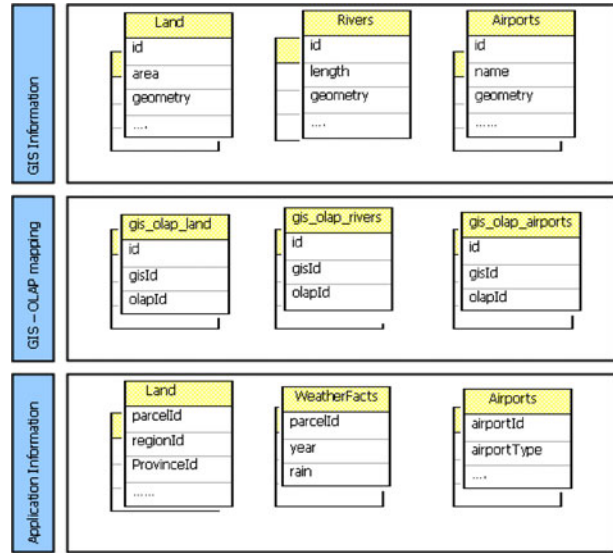 GIS Information
Land
id
area
geometry
....
Rivers
id
length
geometry
....
Airports
id
name
geometry
......
GIS – OLAP mapping
gis_olap_land
id
gisId
olapId
gis_olap_rivers
id
gisId
olapId
gis_olap_airports
id
gisId
olapId
Application Information
Land
parcelId
regionId
ProvinceId
......
WeatherFacts
parcelId
year
rain
Airports
airportId
airportType
....